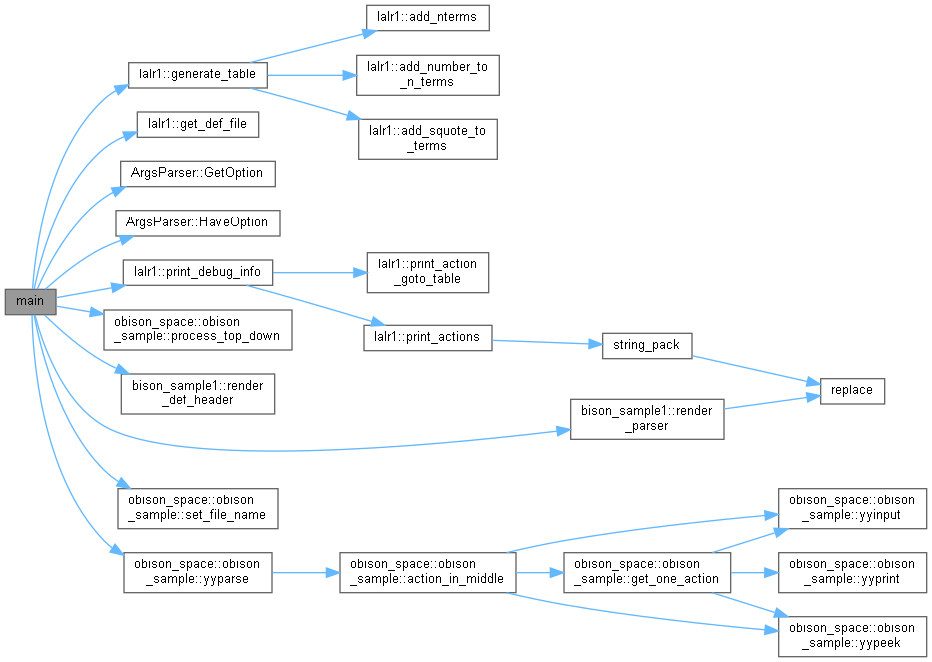 main
lalr1::generate_table
lalr1::add_nterms
lalr1::add_number_to
_n_terms
lalr1::add_squote_to
_terms
lalr1::get_def_file
ArgsParser::GetOption
ArgsParser::HaveOption
lalr1::print_debug_info
lalr1::print_action
_goto_table
lalr1::print_actions
string_pack
replace
obison_space::obison
_sample::process_top_down
bison_sample1::render
_def_header
bison_sample1::render
_parser
obison_space::obison
_sample::set_file_name
obison_space::obison
_sample::yyparse
obison_space::obison
_sample::action_in_middle
obison_space::obison
_sample::get_one_action
obison_space::obison
_sample::yyinput
obison_space::obison
_sample::yyprint
obison_space::obison
_sample::yypeek